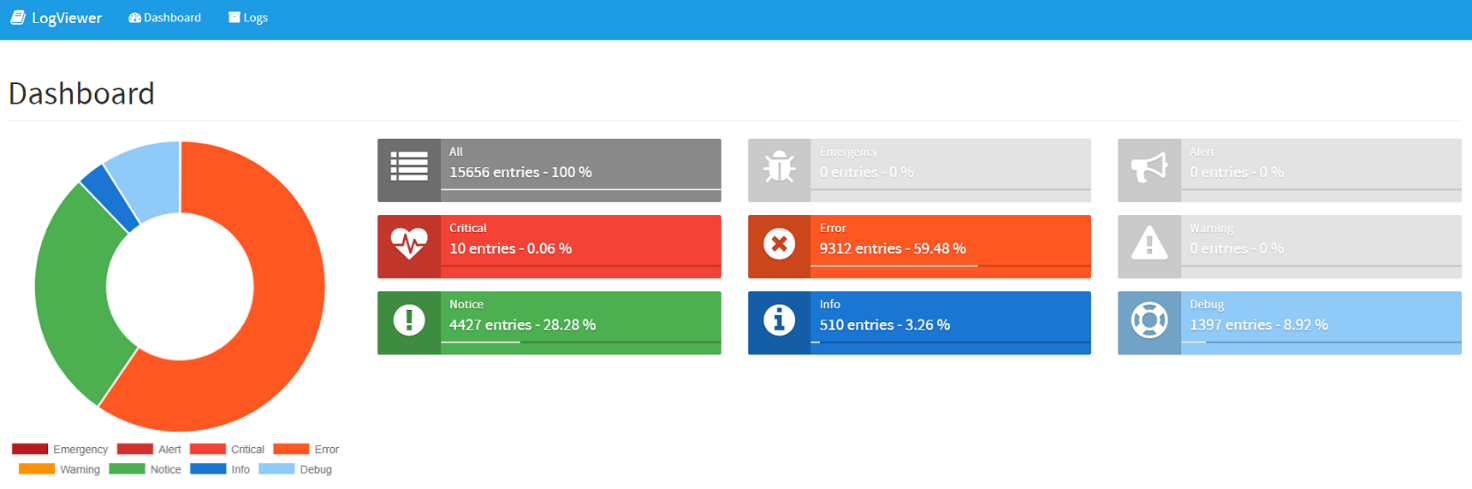 LogViewer Dashboard Logs
Dashboard
All
15656 entries - 100 %
Emergency
0 entries - 0 %
Alert
0 entries - 0 %
Critical
10 entries - 0.06 %
Error
9312 entries - 59.48 %
Warning
0 entries - 0 %
Notice
4427 entries - 28.28 %
Info
510 entries - 3.26 %
Debug
1397 entries - 8.92 %
Emergency Alert Critical Error
Warning Notice Info Debug